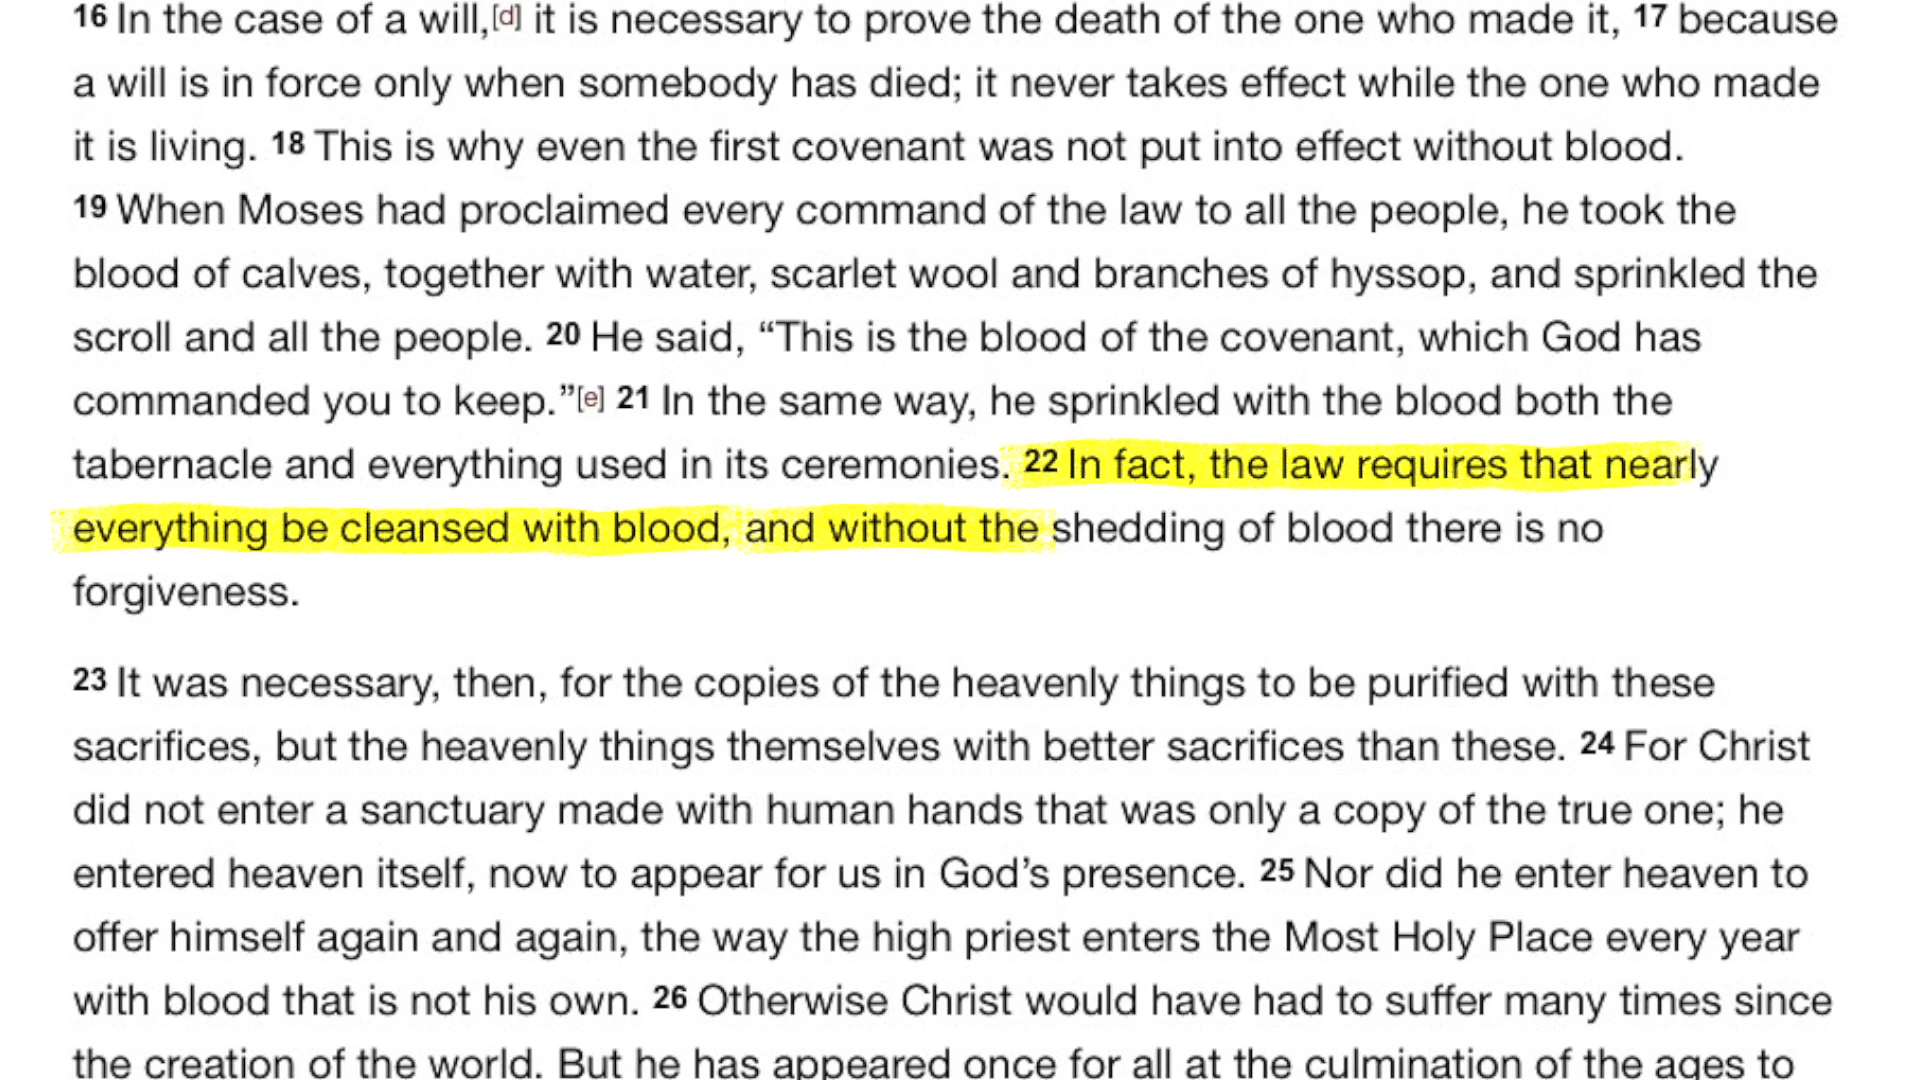 16 In the case of a will,[d] it is necessary to prove the death of the one who made it, 17 because
a will is in force only when somebody has died; it never takes effect while the one who made
it is living. 18 This is why even the first covenant was not put into effect without blood.
19 When Moses had proclaimed every command of the law to all the people, he took the
blood of calves, together with water, scarlet wool and branches of hyssop, and sprinkled the
scroll and all the people. 20 He said, “This is the blood of the covenant, which God has
commanded you to keep.”[e] 21 In the same way, he sprinkled with the blood both the
tabernacle and everything used in its ceremonies. 22 In fact, the law requires that nearly
everything be cleansed with blood, and without the shedding of blood there is no
forgiveness.
23 It was necessary, then, for the copies of the heavenly things to be purified with these
sacrifices, but the heavenly things themselves with better sacrifices than these. 24 For Christ
did not enter a sanctuary made with human hands that was only a copy of the true one; he
entered heaven itself, now to appear for us in God’s presence. 25 Nor did he enter heaven to
offer himself again and again, the way the high priest enters the Most Holy Place every year
with blood that is not his own. 26 Otherwise Christ would have had to suffer many times since
the creation of the world. But he has appeared once for all at the culmination of the ages to